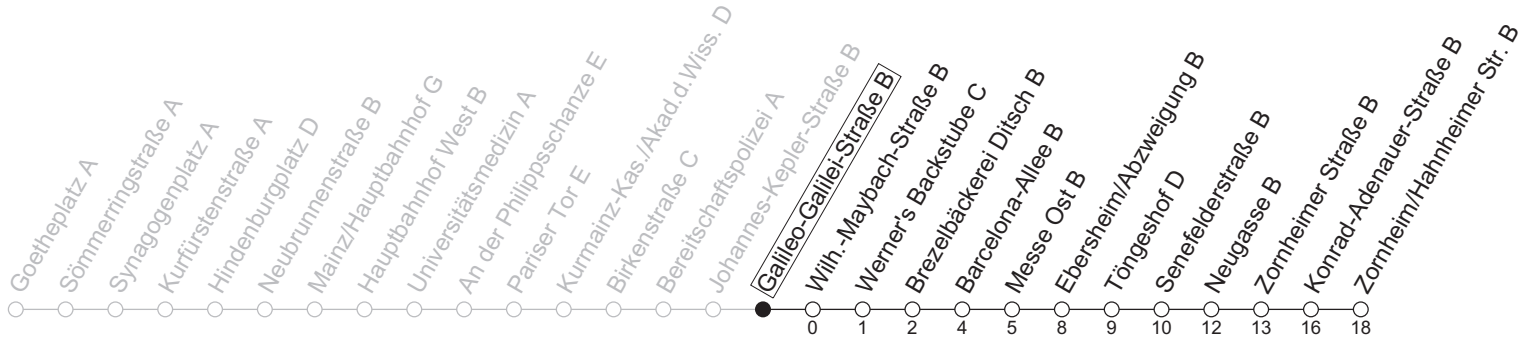 Goetheplatz A
Sömmerringstraße A
Synagogenplatz A
Kurfürstenstraße A
Hindenburgplatz D
Neubrunnenstraße B
Mainz/Hauptbahnhof G
Hauptbahnhof West B
Universitätsmedizin A
An der Philippsschanze E
Pariser Tor E
Kurmainz-Kas./Akad.d.Wiss. D
Birkenstraße C
Bereitschaftspolizei A
Johannes-Kepler-Straße B
Galileo-Galilei-Straße B
Wilh.-Maybach-Straße B
Werner's Backstube C
Brezelbäckerei Ditsch B
Barcelona-Allee B
Messe Ost B
Ebersheim/Abzweigung B
Töngeshof D
Senefelderstraße B
Neugasse B
Zornheimer Straße B
Konrad-Adenauer-Straße B
Zornheim/Hahnheimer Str. B
0 1 2 4 5 8 9 10 12 13 16 18